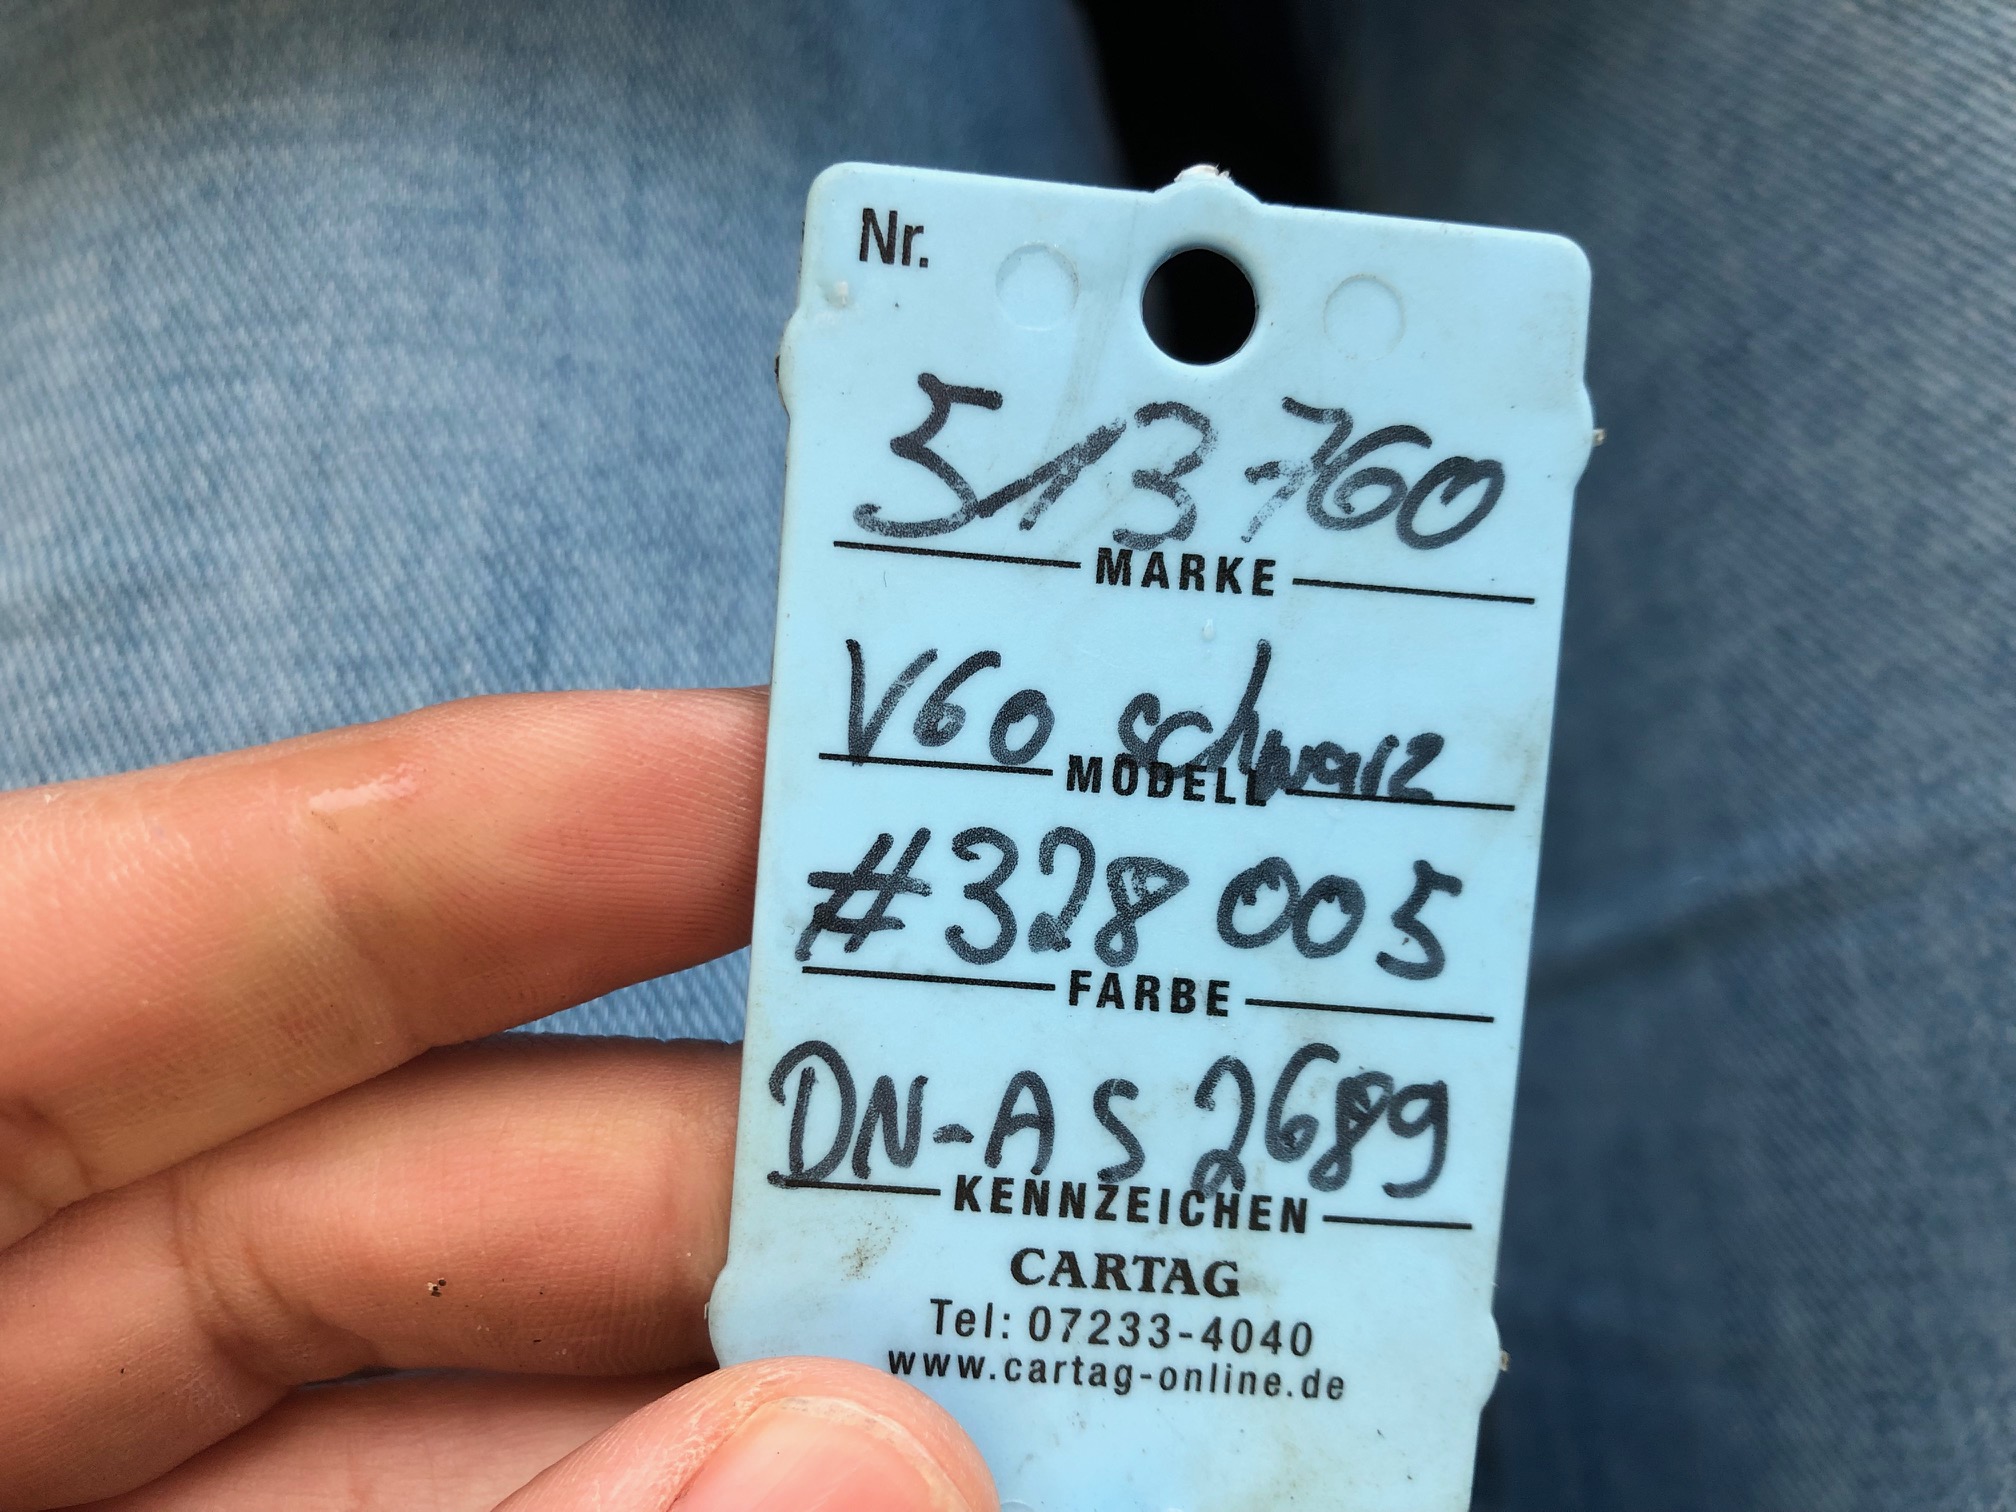 Nr.
513760
MARKE
V60 schwarz
MODELL
#328005
FARBE
DN-AS 2689
KENNZEICHEN
CARTAG
Tel: 07233-4040
www.cartag-online.de